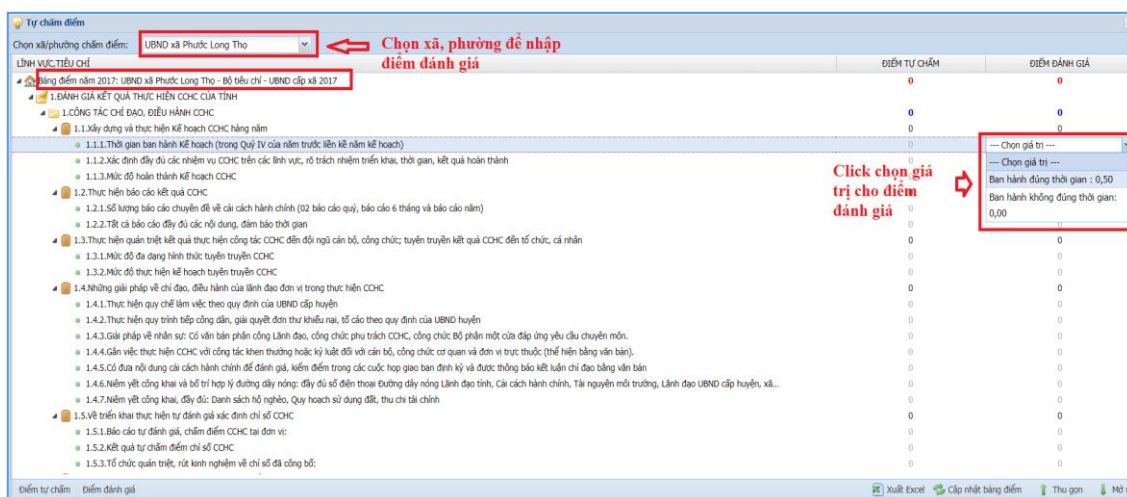 Tự chấm điểm
Chọn xã/phường chấm điểm: UBND xã Phước Long Thọ
Chọn xã, phường để nhập điểm đánh giá
LĨNH VỰC,TIÊU CHÍ ĐIỂM TỰ CHẤM ĐIỂM ĐÁNH GIÁ
Bảng điểm năm 2017: UBND xã Phước Long Thọ - Bộ tiêu chí - UBND cấp xã 2017 0 0
1.ĐÁNH GIÁ KẾT QUẢ THỰC HIỆN CCHC CỦA TỈNH
1.CÔNG TÁC CHỈ ĐẠO, ĐIỀU HÀNH CCHC 0 0
1.1.Xây dựng và thực hiện Kế hoạch CCHC hàng năm 0 0
1.1.1.Thời gian ban hành Kế hoạch (trong Quý IV của năm trước liền kề năm kế hoạch) 0 --- Chọn giá trị ---
1.1.2.Xác định đầy đủ các nhiệm vụ CCHC trên các lĩnh vực, rõ trách nhiệm triển khai, thời gian, kết quả hoàn thành 0 --- Chọn giá trị ---
1.1.3.Mức độ hoàn thành Kế hoạch CCHC
Ban hành đúng thời gian : 0,50
Ban hành không đúng thời gian:
0,00
Click chọn giá
trị cho điểm
đánh giá
1.2.Thực hiện báo cáo kết quả CCHC
1.2.1.Số lượng báo cáo chuyên đề về cải cách hành chính (02 báo cáo quý, báo cáo 6 tháng và báo cáo năm) 0
1.2.2.Tất cả báo cáo đầy đủ các nội dung, đảm bảo thời gian 0 0
1.3.Thực hiện quán triệt kết quả thực hiện công tác CCHC đến đội ngũ cán bộ, công chức; tuyên truyền kết quả CCHC đến tổ chức, cá nhân 0 0
1.3.1.Mức độ đa dạng hình thức tuyên truyền CCHC 0 0
1.3.2.Mức độ thực hiện kế hoạch tuyên truyền CCHC 0 0
1.4.Những giải pháp về chỉ đạo, điều hành của lãnh đạo đơn vị trong thực hiện CCHC 0 0
1.4.1.Thực hiện quy chế làm việc theo quy định của UBND cấp huyện 0 0
1.4.2.Thực hiện quy trình tiếp công dân, giải quyết đơn thư khiếu nại, tố cáo theo quy định của UBND huyện 0 0
1.4.3.Giải pháp về nhân sự: Có văn bản phân công Lãnh đạo, công chức phụ trách CCHC, công chức Bộ phận một cửa đáp ứng yêu cầu chuyên môn. 0 0
1.4.4.Gắn việc thực hiện CCHC với công tác khen thưởng hoặc kỷ luật đối với cán bộ, công chức cơ quan và đơn vị trực thuộc (thể hiện bằng văn bản). 0 0
1.4.5.Có đưa nội dung cải cách hành chính để đánh giá, kiểm điểm trong các cuộc họp giao ban định kỳ và được thông báo kết luận chỉ đạo bằng văn bản 0 0
1.4.6.Niêm yết công khai và bố trí hợp lý đường dây nóng: đầy đủ số điện thoại Đường dây nóng Lãnh đạo tỉnh, Cải cách hành chính, Tài nguyên môi trường, Lãnh đạo UBND cấp huyện, xã... 0 0
1.4.7.Niêm yết công khai, đầy đủ: Danh sách hộ nghèo, Quy hoạch sử dụng đất, thu chi tài chính 0 0
1.5.Về triển khai thực hiện tự đánh giá xác định chỉ số CCHC 0 0
1.5.1.Báo cáo tự đánh giá, chấm điểm CCHC tại đơn vị: 0 0
1.5.2.Kết quả tự chấm điểm chỉ số CCHC 0 0
1.5.3.Tổ chức quán triệt, rút kinh nghiệm về chỉ số đã công bố: 0 0
Điểm tự chấm Điểm đánh giá Xuất Excel Cập nhật bảng điểm Thu gọn Mở